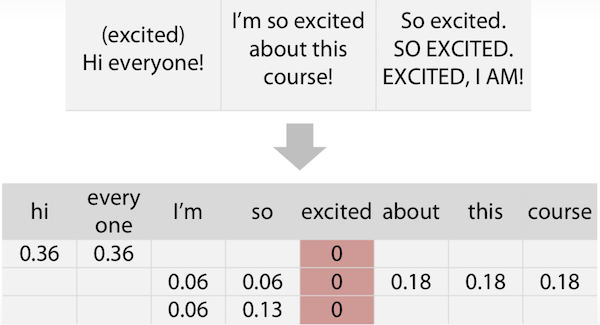 (excited)
Hi everyone!
I'm so excited
about this
course!
So excited.
SO EXCITED.
EXCITED, I AM!
hi every one I'm so excited about this course
0.36 0.36 0
0.06 0.06 0 0.18 0.18 0.18
0.06 0.13 0